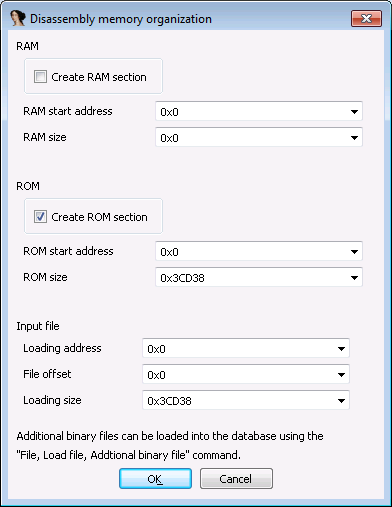 Disassembly memory organization
RAM
Create RAM section
RAM start address 0x0
RAM size 0x0
ROM
Create ROM section
ROM start address 0x0
ROM size 0x3CD38
Input file
Loading address 0x0
File offset 0x0
Loading size 0x3CD38
Additional binary files can be loaded into the database using the
"File, Load file, Addtional binary file" command.
OK Cancel